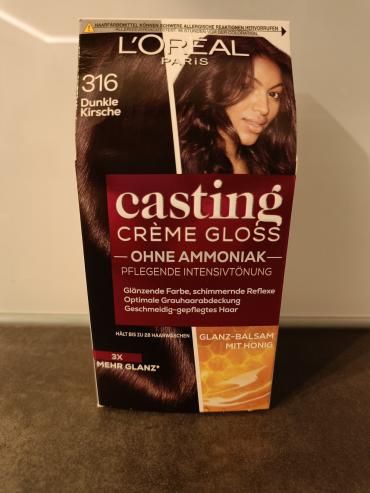 HAARFÄRBEMITTEL KÖNNEN SCHWERE ALLERGISCHE REAKTIONEN HERVORRUFEN
L'ORÉAL
PARIS
316
Dunkle
Kirsche
casting
CRÈME GLOSS
OHNE AMMONIAK
PFLEGENDE INTENSIVTÖNUNG
Glänzende Farbe, schimmernde Reflexe
Optimale Grauhaarabdeckung
Geschmeidig-gepflegtes Haar
HÄLT BIS ZU 28 HAARWÄSCHEN
GLANZ-BALSAM
MIT HONIG
3X
MEHR GLANZ*